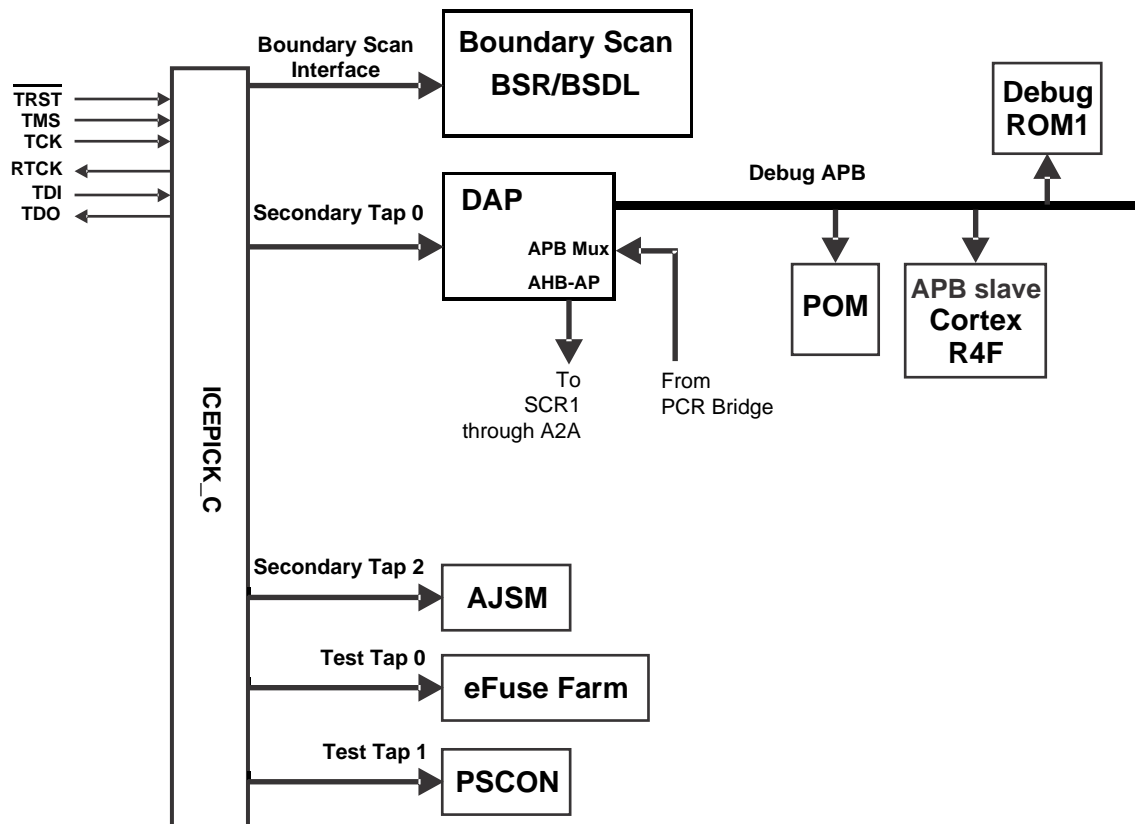 TRST
TMS
TCK
RTCK
TDI
TDO
ICEPICK_C
Boundary Scan
Interface
Boundary Scan
BSR/BSDL
Secondary Tap 0
DAP
APB Mux
AHB-AP
To
SCR1
through A2A
From
PCR Bridge
Debug APB
Debug
ROM1
POM
APB slave
Cortex
R4F
Secondary Tap 2
AJSM
Test Tap 0
eFuse Farm
Test Tap 1
PSCON